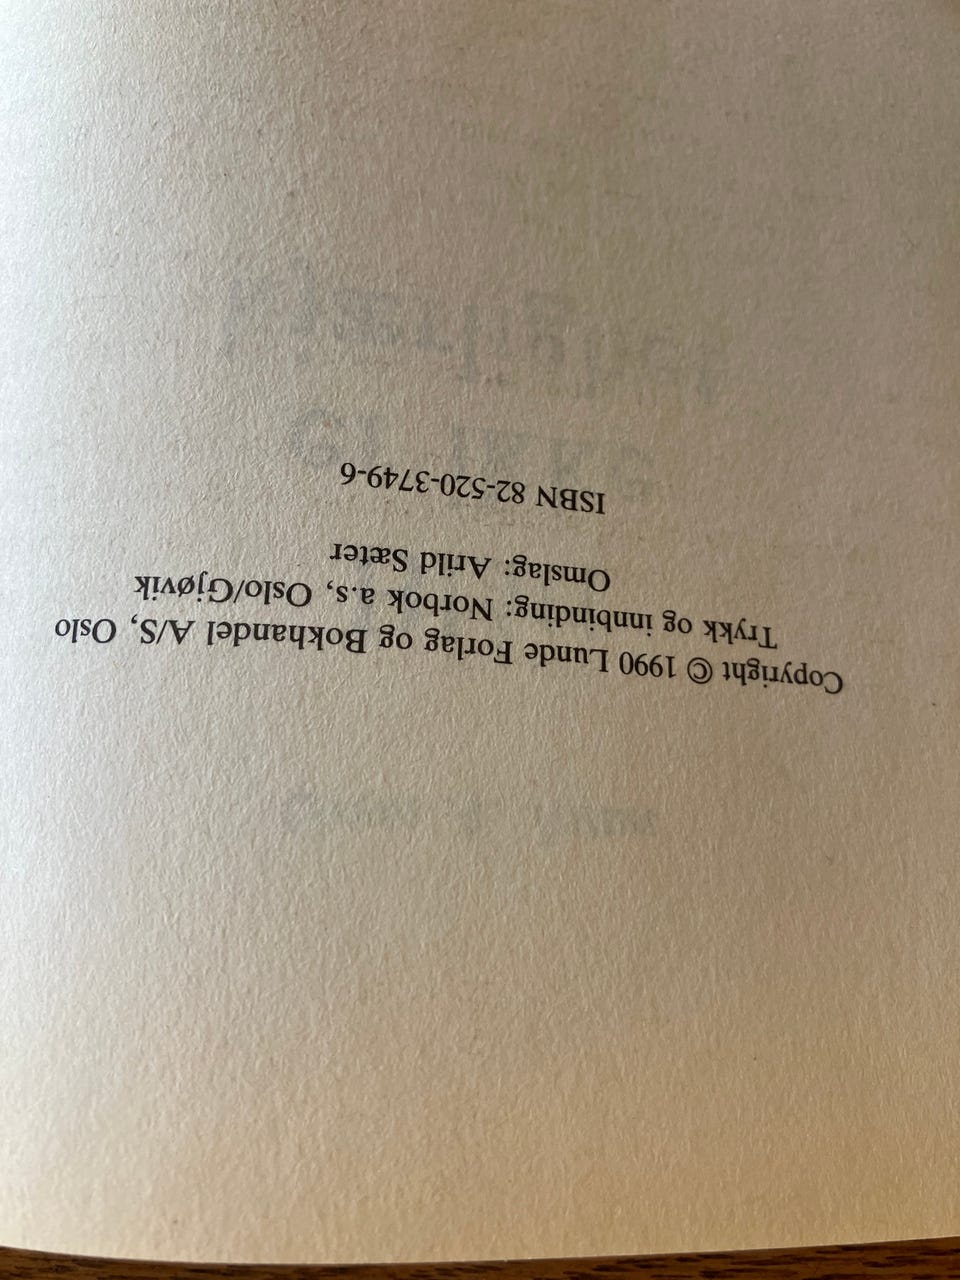 Copyright © 1990 Lunde Forlag og Bokhandel A/S, Oslo
Trykk og innbinding: Norbok a.s, Oslo/Gjøvik
Omslag: Arild Sæter
ISBN 82-520-3749-6